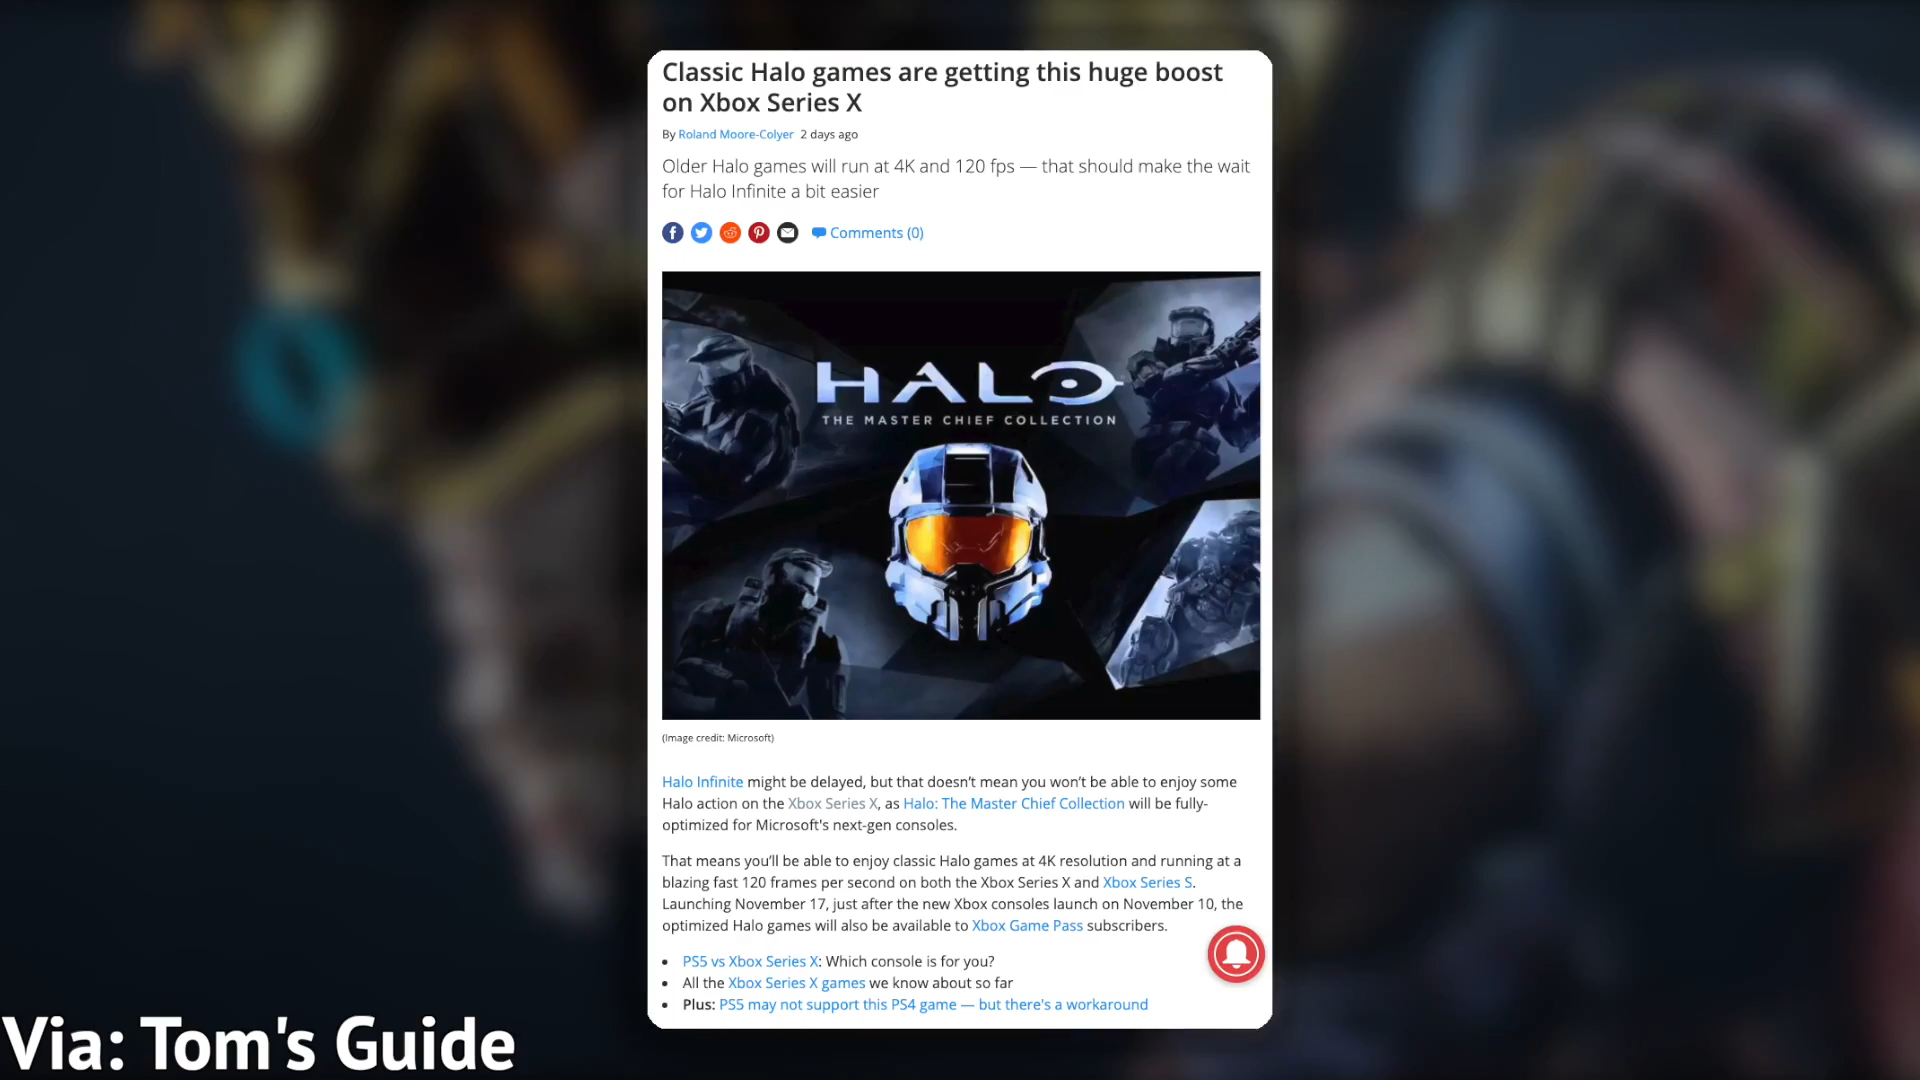 Classic Halo games are getting this huge boost
on Xbox Series X
By Roland Moore-Colyer 2 days ago
Older Halo games will run at 4K and 120 fps — that should make the wait
for Halo Infinite a bit easier
Comments (0)
HALO
THE MASTER CHIEF COLLECTION
(Image credit: Microsoft)
Halo Infinite might be delayed, but that doesn't mean you won't be able to enjoy some
Halo action on the Xbox Series X, as Halo: The Master Chief Collection will be fully-
optimized for Microsoft's next-gen consoles.
That means you'll be able to enjoy classic Halo games at 4K resolution and running at a
blazing fast 120 frames per second on both the Xbox Series X and Xbox Series S.
Launching November 17, just after the new Xbox consoles launch on November 10, the
optimized Halo games will also be available to Xbox Game Pass subscribers.
• PS5 vs Xbox Series X: Which console is for you?
• All the Xbox Series X games we know about so far
• Plus: PS5 may not support this PS4 game — but there's a workaround
Via: Tom's Guide